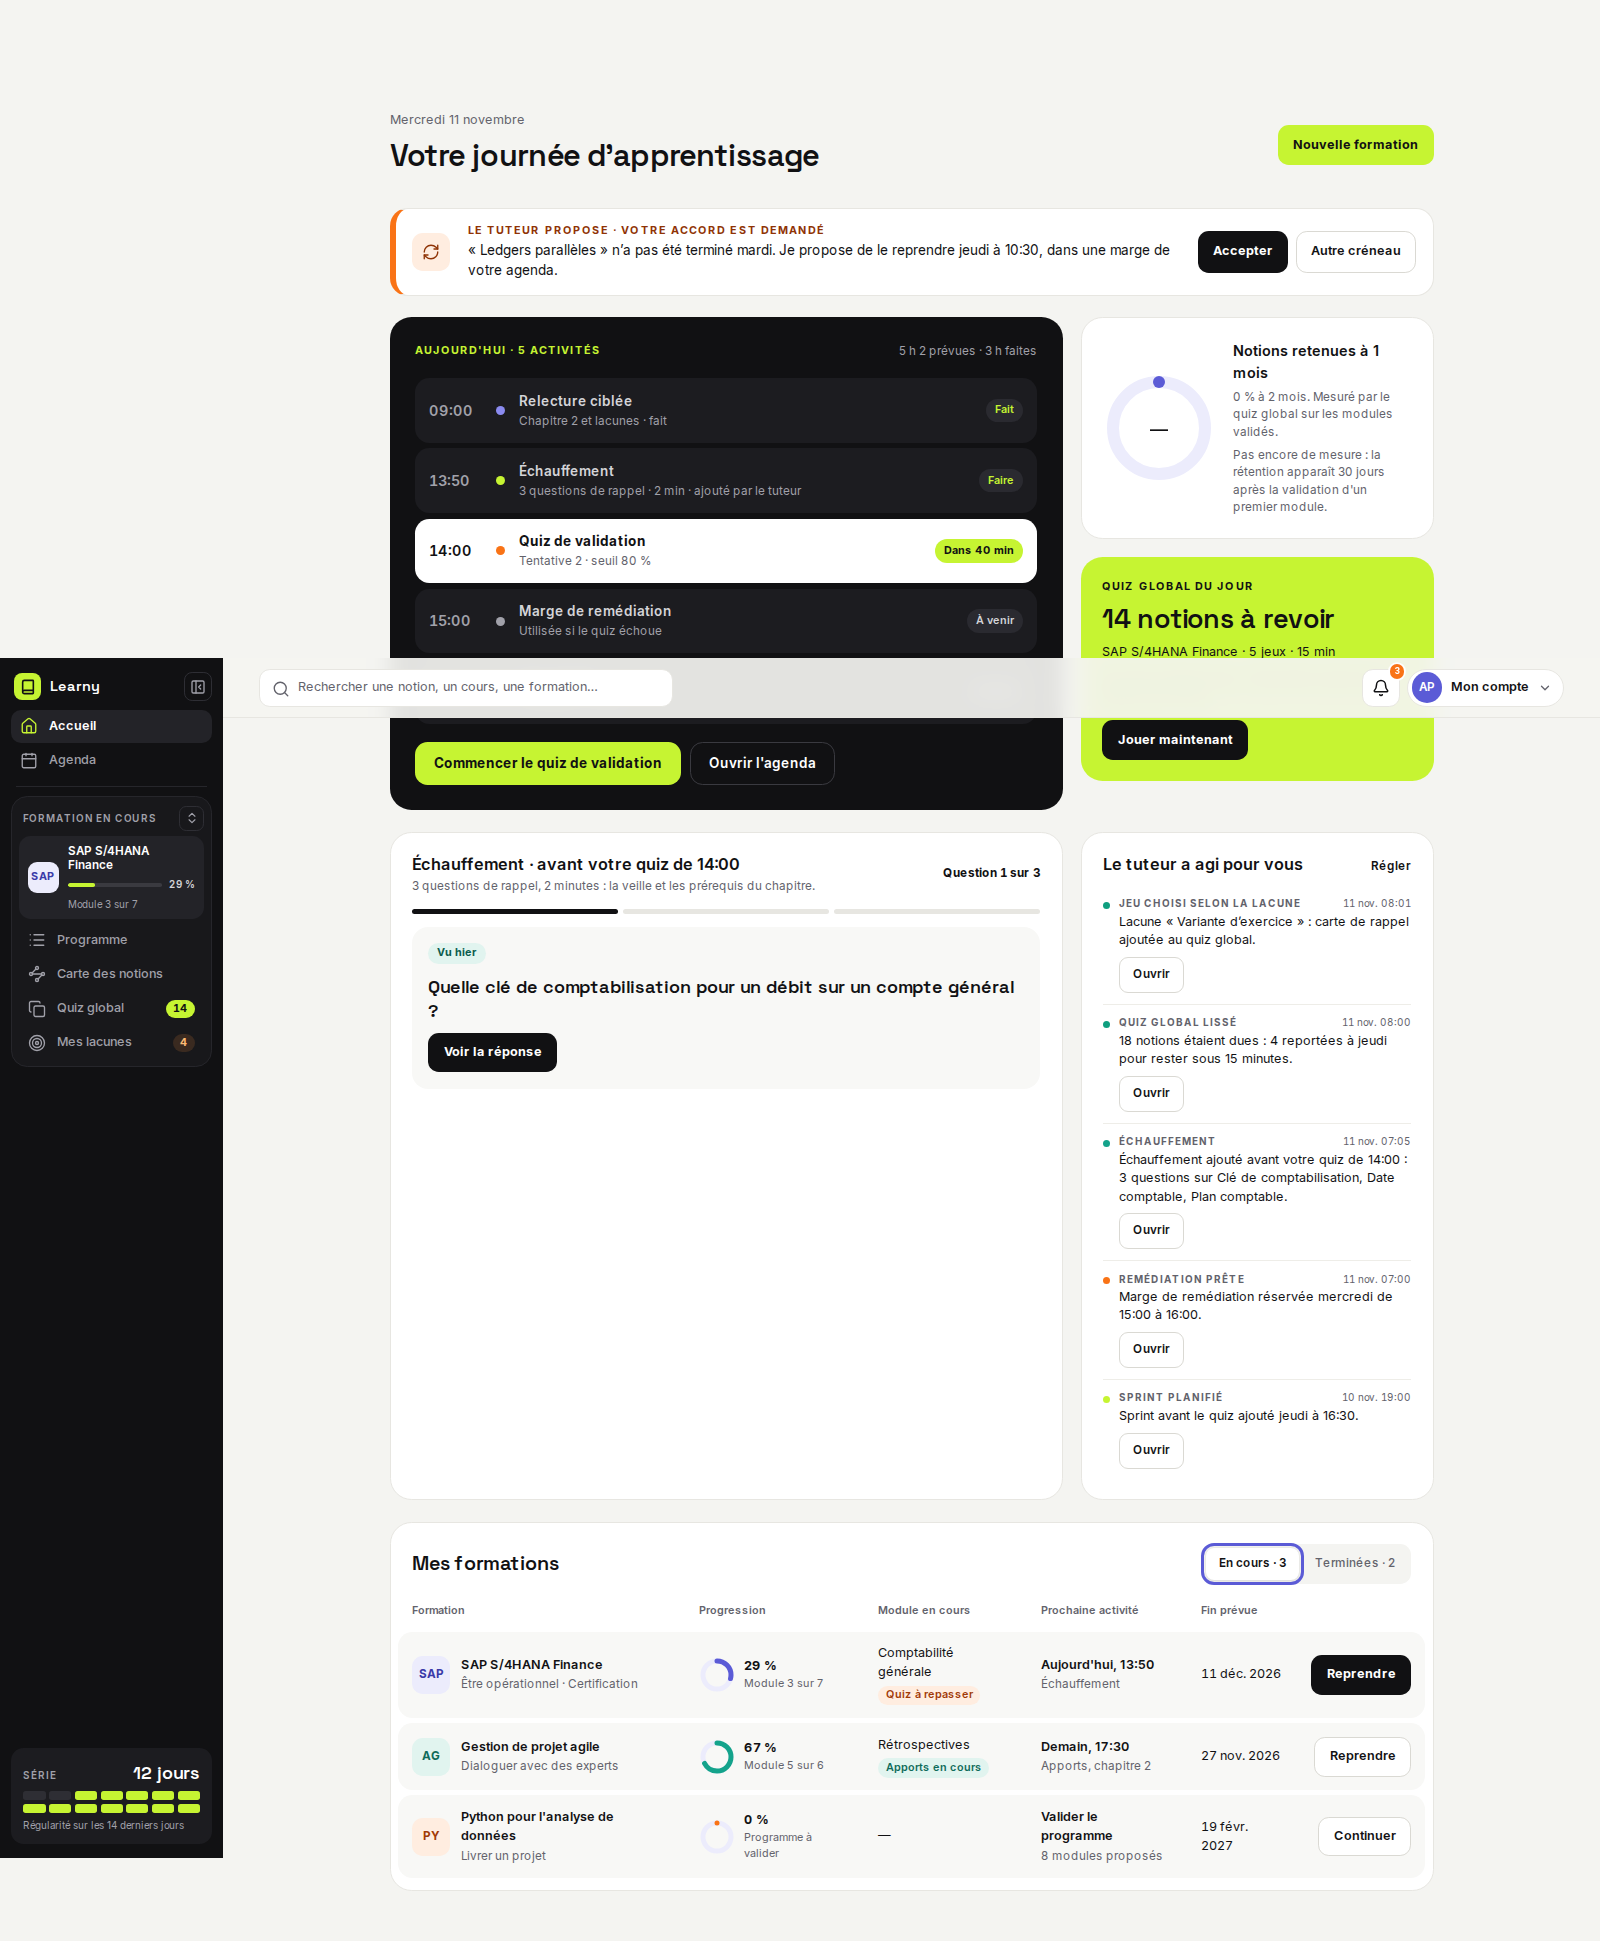 Mercredi 11 novembre
Votre journée d’apprentissage
Nouvelle formation
LE TUTEUR PROPOSE · VOTRE ACCORD EST DEMANDÉ
« Ledgers parallèles » n’a pas été terminé mardi. Je propose de le reprendre jeudi à 10:30, dans une marge de
votre agenda.
Accepter
Autre créneau
AUJOURD'HUI · 5 ACTIVITÉS
5 h 2 prévues · 3 h faites
09:00
Relecture ciblée
Chapitre 2 et lacunes · fait
Fait
13:50
Échauffement
3 questions de rappel · 2 min · ajouté par le tuteur
Faire
14:00
Quiz de validation
Tentative 2 · seuil 80 %
Dans 40 min
15:00
Marge de remédiation
Utilisée si le quiz échoue
À venir
Commencer le quiz de validation
Ouvrir l'agenda
Notions retenues à 1
mois
—
0 % à 2 mois. Mesuré par le
quiz global sur les modules
validés.
Pas encore de mesure : la
rétention apparaît 30 jours
après la validation d'un
premier module.
QUIZ GLOBAL DU JOUR
14 notions à revoir
SAP S/4HANA Finance · 5 jeux · 15 min
Jouer maintenant
Learny
Rechercher une notion, un cours, une formation...
3
AP
Mon compte
Accueil
Agenda
FORMATION EN COURS
SAP
SAP S/4HANA
Finance
29 %
Module 3 sur 7
Programme
Carte des notions
Quiz global
14
Mes lacunes
4
SÉRIE
12 jours
Régularité sur les 14 derniers jours
Échauffement · avant votre quiz de 14:00
3 questions de rappel, 2 minutes : la veille et les prérequis du chapitre.
Question 1 sur 3
Vu hier
Quelle clé de comptabilisation pour un débit sur un compte général
?
Voir la réponse
Le tuteur a agi pour vous
Régler
JEU CHOISI SELON LA LACUNE
11 nov. 08:01
Lacune « Variante d’exercice » : carte de rappel
ajoutée au quiz global.
Ouvrir
QUIZ GLOBAL LISSÉ
11 nov. 08:00
18 notions étaient dues : 4 reportées à jeudi
pour rester sous 15 minutes.
Ouvrir
ÉCHAUFFEMENT
11 nov. 07:05
Échauffement ajouté avant votre quiz de 14:00 :
3 questions sur Clé de comptabilisation, Date
comptable, Plan comptable.
Ouvrir
REMÉDIATION PRÊTE
11 nov. 07:00
Marge de remédiation réservée mercredi de
15:00 à 16:00.
Ouvrir
SPRINT PLANIFIÉ
10 nov. 19:00
Sprint avant le quiz ajouté jeudi à 16:30.
Ouvrir
Mes formations
En cours · 3
Terminées · 2
Formation
Progression
Module en cours
Prochaine activité
Fin prévue
SAP
SAP S/4HANA Finance
Être opérationnel · Certification
29 %
Module 3 sur 7
Comptabilité
générale
Quiz à repasser
Aujourd'hui, 13:50
Échauffement
11 déc. 2026
Reprendre
AG
Gestion de projet agile
Dialoguer avec des experts
67 %
Module 5 sur 6
Rétrospectives
Apports en cours
Demain, 17:30
Apports, chapitre 2
27 nov. 2026
Reprendre
PY
Python pour l'analyse de
données
Livrer un projet
0 %
Programme à
valider
—
Valider le
programme
8 modules proposés
19 févr.
2027
Continuer